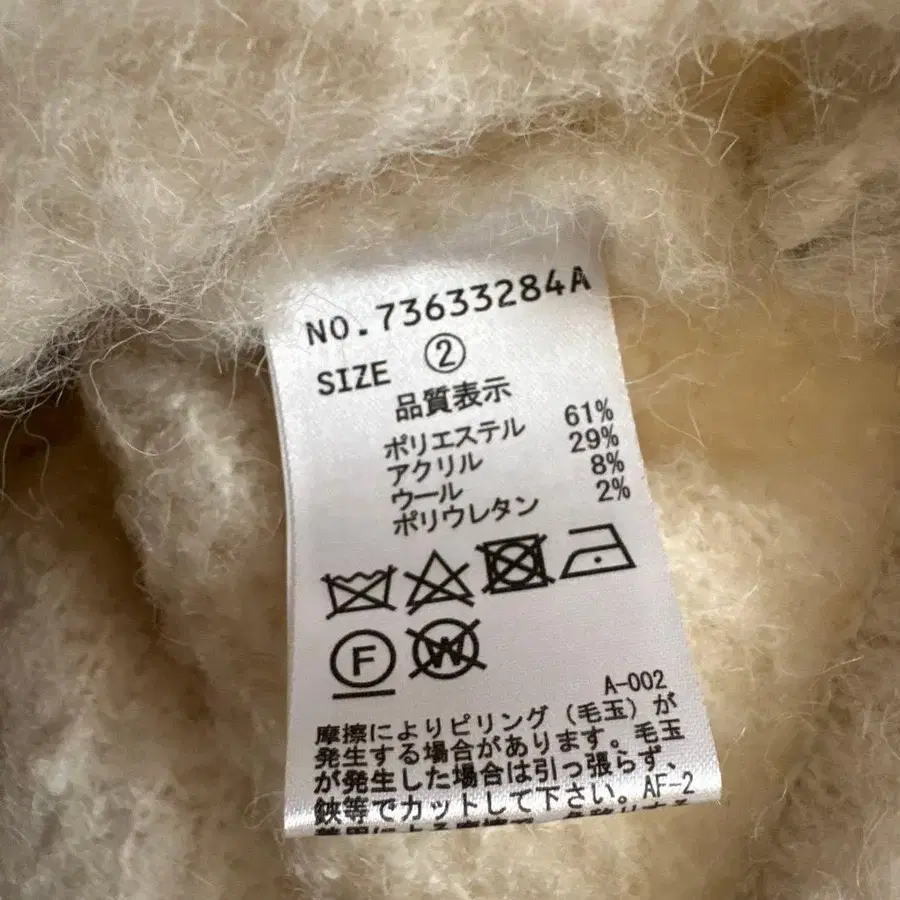 NO.73633284A
SIZE ②
品質表示
ポリエステル 61%
アクリル 29%
ウール 8%
ポリウレタン 2%
F W
A-002
摩擦によりピリング（毛玉）が
発生する場合があります。毛玉
が発生した場合は引っ張らず、
鋏等でカットして下さい。AF-2